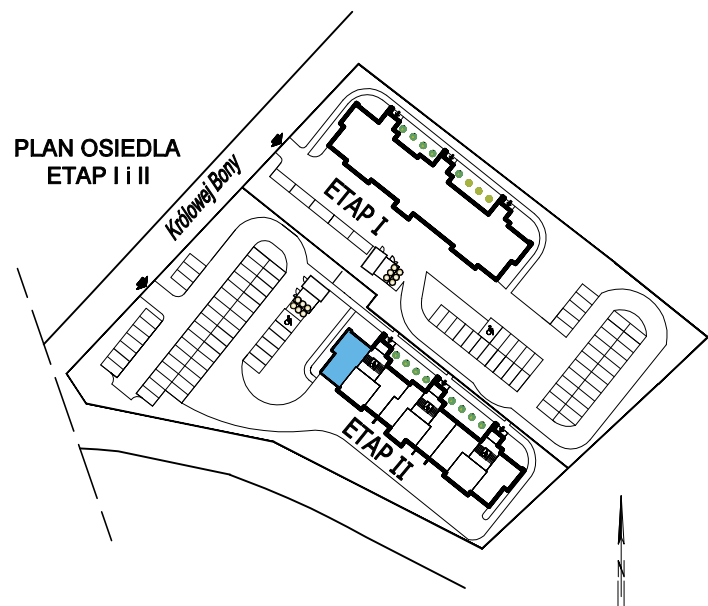 PLAN OSIEDLA
ETAP I i II
Królowej Bony
ETAP I
ETAP II
N